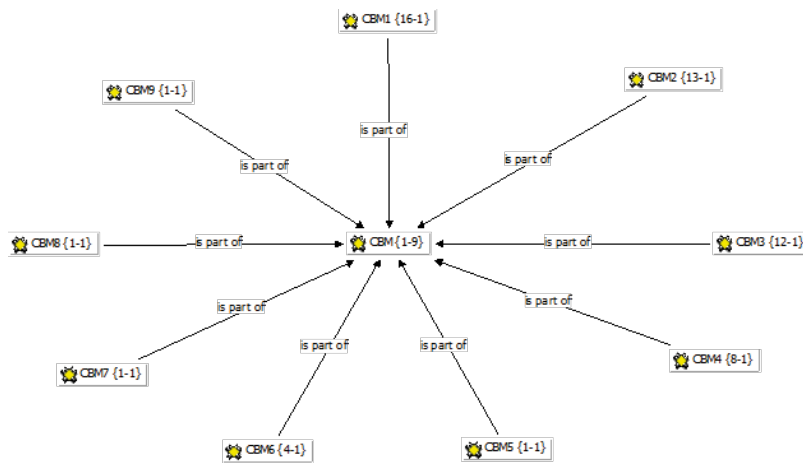 CBM1 {16-1}
CBM2 {13-1}
CBM9 {1-1}
is part of
is part of
is part of
CBM8 {1-1}
is part of
CBM {1-9}
is part of
CBM3 {12-1}
is part of
is part of
is part of
is part of
CBM7 {1-1}
CBM4 {8-1}
CBM6 {4-1}
CBM5 {1-1}